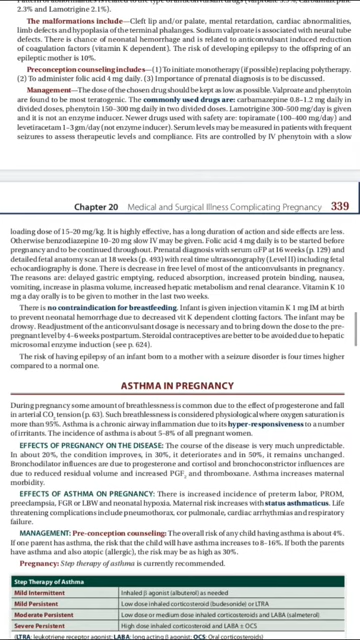 2.3% and Lamotrigine 2.1%).
The malformations include—Cleft lip and/or palate, mental retardation, cardiac abnormalities,
limb defects and hypoplasia of the terminal phalanges. Sodium valproate is associated with neural tube
defects. There is chance of neonatal hemorrhage and is related to anticonvulsant induced reduction
of coagulation factors (vitamin K dependent). The risk of developing epilepsy to the offspring of an
epileptic mother is 10%.
Preconception counseling includes—(1) To initiate monotherapy (if possible) replacing polytherapy.
(2) To administer folic acid 4 mg daily. (3) Importance of prenatal diagnosis is to be discussed.
Management—The dose of the chosen drug should be kept as low as possible. Valproate and phenytoin
are found to be most teratogenic. The commonly used drugs are: carbamazepine 0.8–1.2 mg daily in
divided doses, phenytoin 150–300 mg daily in two divided doses. Lamotrigine 300–500 mg/day is given
and it is not an enzyme inducer. Newer drugs used with safety are: topiramate (100–400 mg/day) and
levetiracetam 1–3 gm/day (not enzyme inducer). Serum levels may be measured in patients with frequent
seizures to assess therapeutic levels and compliance. Fits are controlled by IV phenytoin with a slow
Chapter 20 Medical and Surgical Illness Complicating Pregnancy 339
loading dose of 15–20 mg/kg. It is highly effective, has a long duration of action and side effects are less.
Otherwise benzodiazepine 10–20 mg slow IV may be given. Folic acid 4 mg daily is to be started before
pregnancy and to be continued throughout. Prenatal diagnosis with serum αFP at 16 weeks (p. 129) and
detailed fetal anatomy scan at 18 weeks (p. 493) with real time ultrasonography (Level II) including fetal
echocardiography is done. There is decrease in free level of most of the anticonvulsants in pregnancy.
The reasons are: delayed gastric emptying, reduced absorption, increased protein binding, nausea,
vomiting, increase in plasma volume, increased hepatic metabolism and renal clearance. Vitamin K 10
mg a day orally is to be given to mother in the last two weeks.
There is no contraindication for breastfeeding. Infant is given injection vitamin K 1 mg IM at birth
to prevent neonatal hemorrhage due to decreased vit K dependent clotting factors. The infant may be
drowsy. Readjustment of the anticonvulsant dosage is necessary and to bring down the dose to the pre-
pregnant level by 4–6 weeks postpartum. Steroidal contraceptives are better to be avoided due to hepatic
microsomal enzyme induction (see p. 624).
The risk of having epilepsy of an infant born to a mother with a seizure disorder is four times higher
compared to a normal one.
ASTHMA IN PREGNANCY
During pregnancy some amount of breathlessness is common due to the effect of progesterone and fall
in arterial CO2 tension (p. 63). Such breathlessness is considered physiological where oxygen saturation is
more than 95%. Asthma is a chronic airway inflammation due to its hyper-responsiveness to a number
of irritants. The incidence of asthma is about 5–8% of all pregnant women.
EFFECTS OF PREGNANCY ON THE DISEASE: The course of the disease is very much unpredictable.
In about 20%, the condition improves, in 30%, it deteriorates and in 50%, it remains unchanged.
Bronchodilator influences are due to progesterone and cortisol and bronchoconstrictor influences are
due to reduced residual volume and increased PGF2 and thromboxane. Asthma increases maternal
morbidity.
EFFECTS OF ASTHMA ON PREGNANCY: There is increased incidence of preterm labor, PROM,
preeclampsia, FGR or LBW and neonatal hypoxia. Maternal risk increases with status asthmaticus. Life
threatening complications include pneumothorax, cor pulmonale, cardiac arrhythmias and respiratory
failure.
MANAGEMENT: Pre-conception counseling: The overall risk of any child having asthma is about 4%.
If one parent has asthma, the risk that the child will have asthma increases to 8–16%. If both the parents
have asthma and also atopic (allergic), the risk may be as high as 30%.
Pregnancy: Step therapy of asthma is currently recommended.
Step Therapy of Asthma
Mild Intermittent Inhaled β agonist (albuterol) as needed
Mild Persistent Low dose inhaled corticosteroid (budesonide) or LTRA
Moderate Persistent Low dose or medium dose inhaled corticosteroids and LABA (salmeterol)
Severe Persistent High dose inhaled corticosteroid and LABA ± OCS
(LTRA: leukotriene receptor agonist; LABA: long acting β agonist; OCS: Oral corticosteroids)